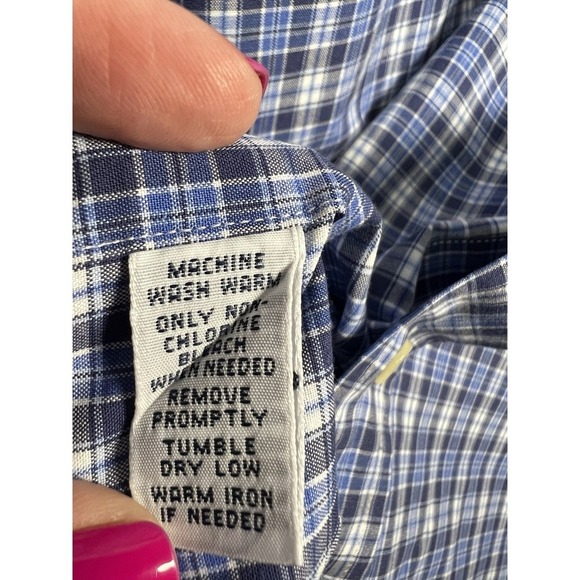 MACHINE
WASH WARM
ONLY NON-
CHLORINE
BLEACH
WHEN NEEDED
REMOVE
PROMPTLY
TUMBLE
DRY LOW
WARM IRON
IF NEEDED